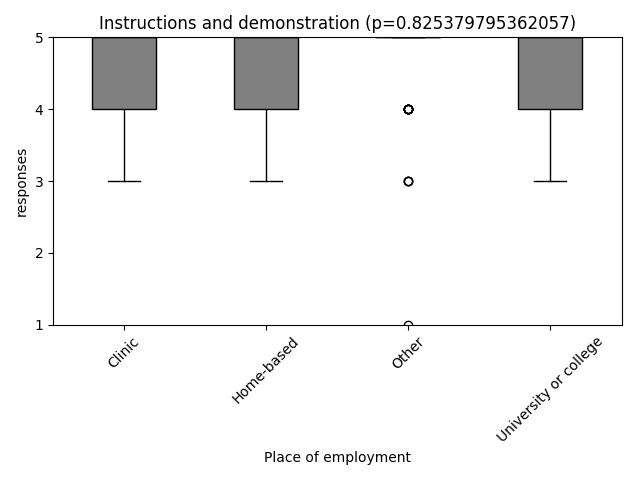 Instructions and demonstration (p=0.825379795362057)
5
4
3
2
1
responses
Clinic
Home-based
Other
University or college
Place of employment